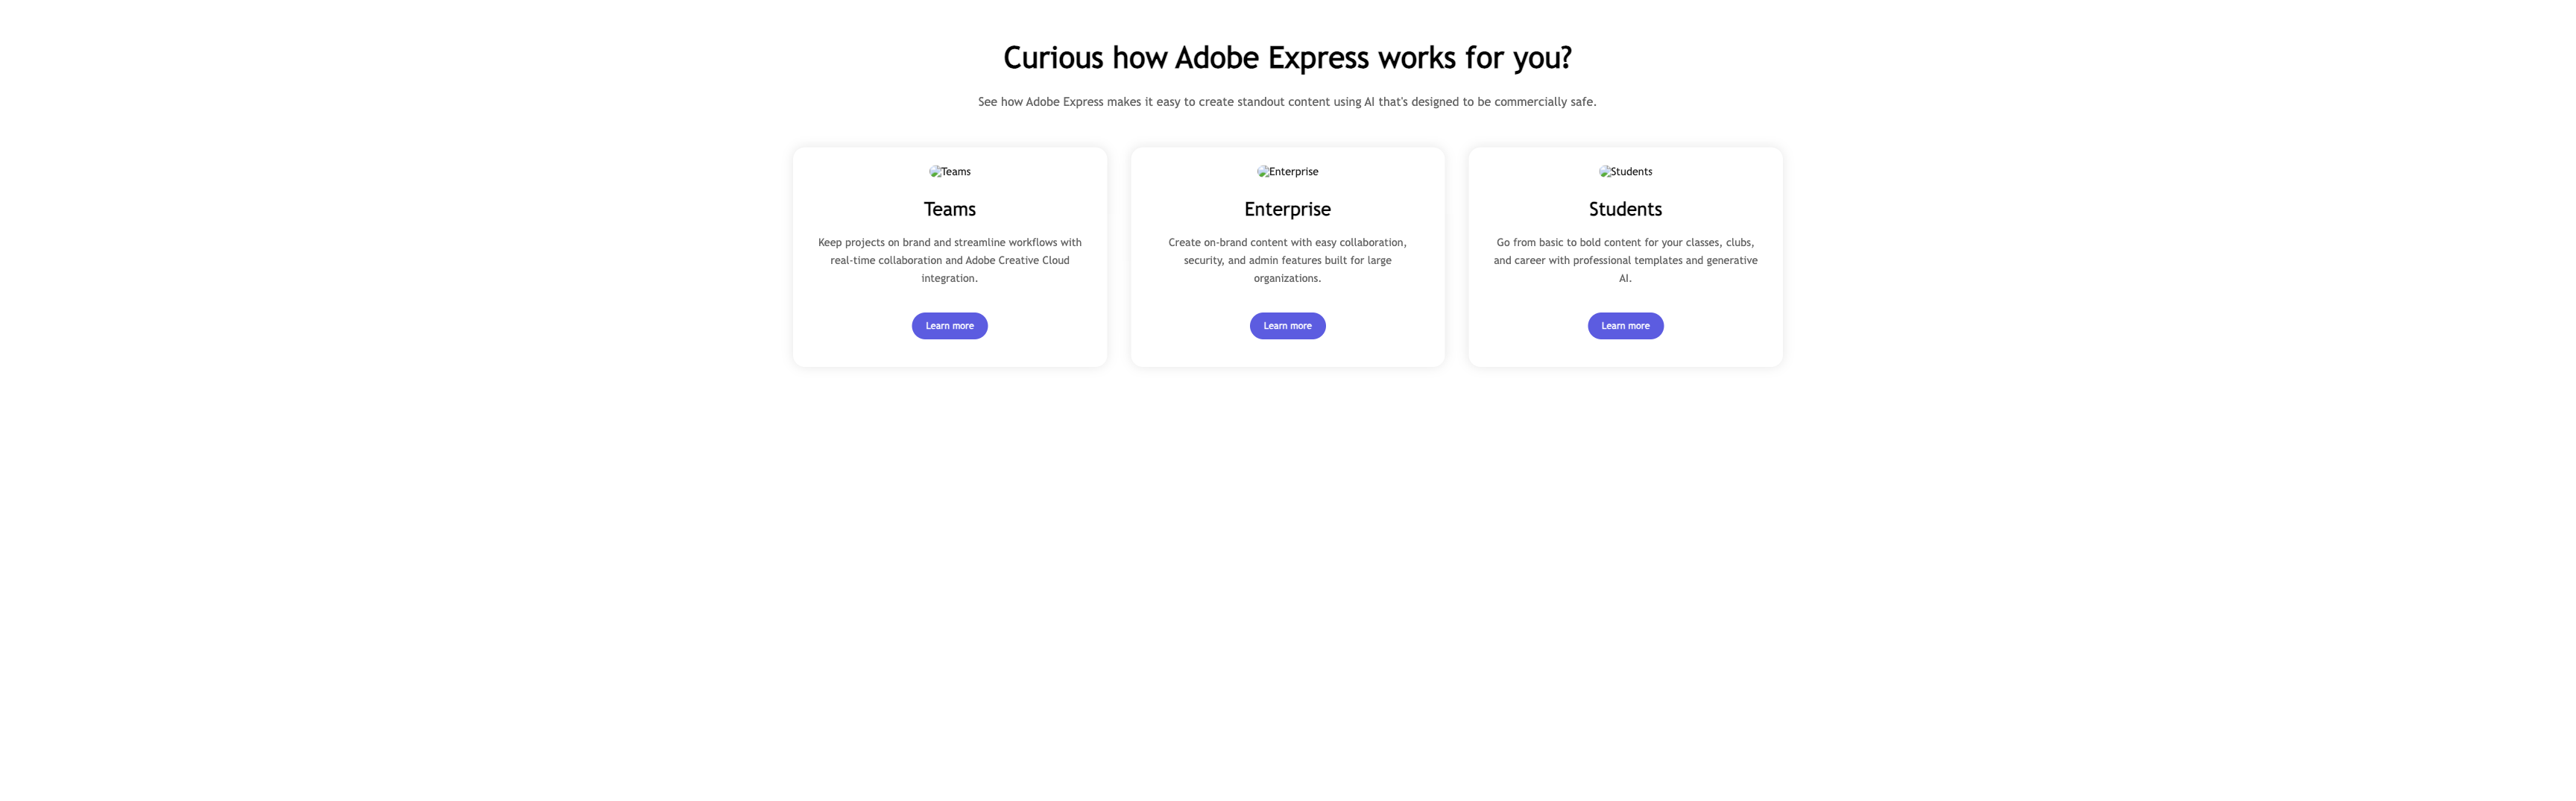 Curious how Adobe Express works for you?
See how Adobe Express makes it easy to create standout content using AI that's designed to be commercially safe.
Teams
Teams
Keep projects on brand and streamline workflows with
real-time collaboration and Adobe Creative Cloud
integration.
Learn more
Enterprise
Enterprise
Create on-brand content with easy collaboration,
security, and admin features built for large
organizations.
Learn more
Students
Students
Go from basic to bold content for your classes, clubs,
and career with professional templates and generative
AI.
Learn more